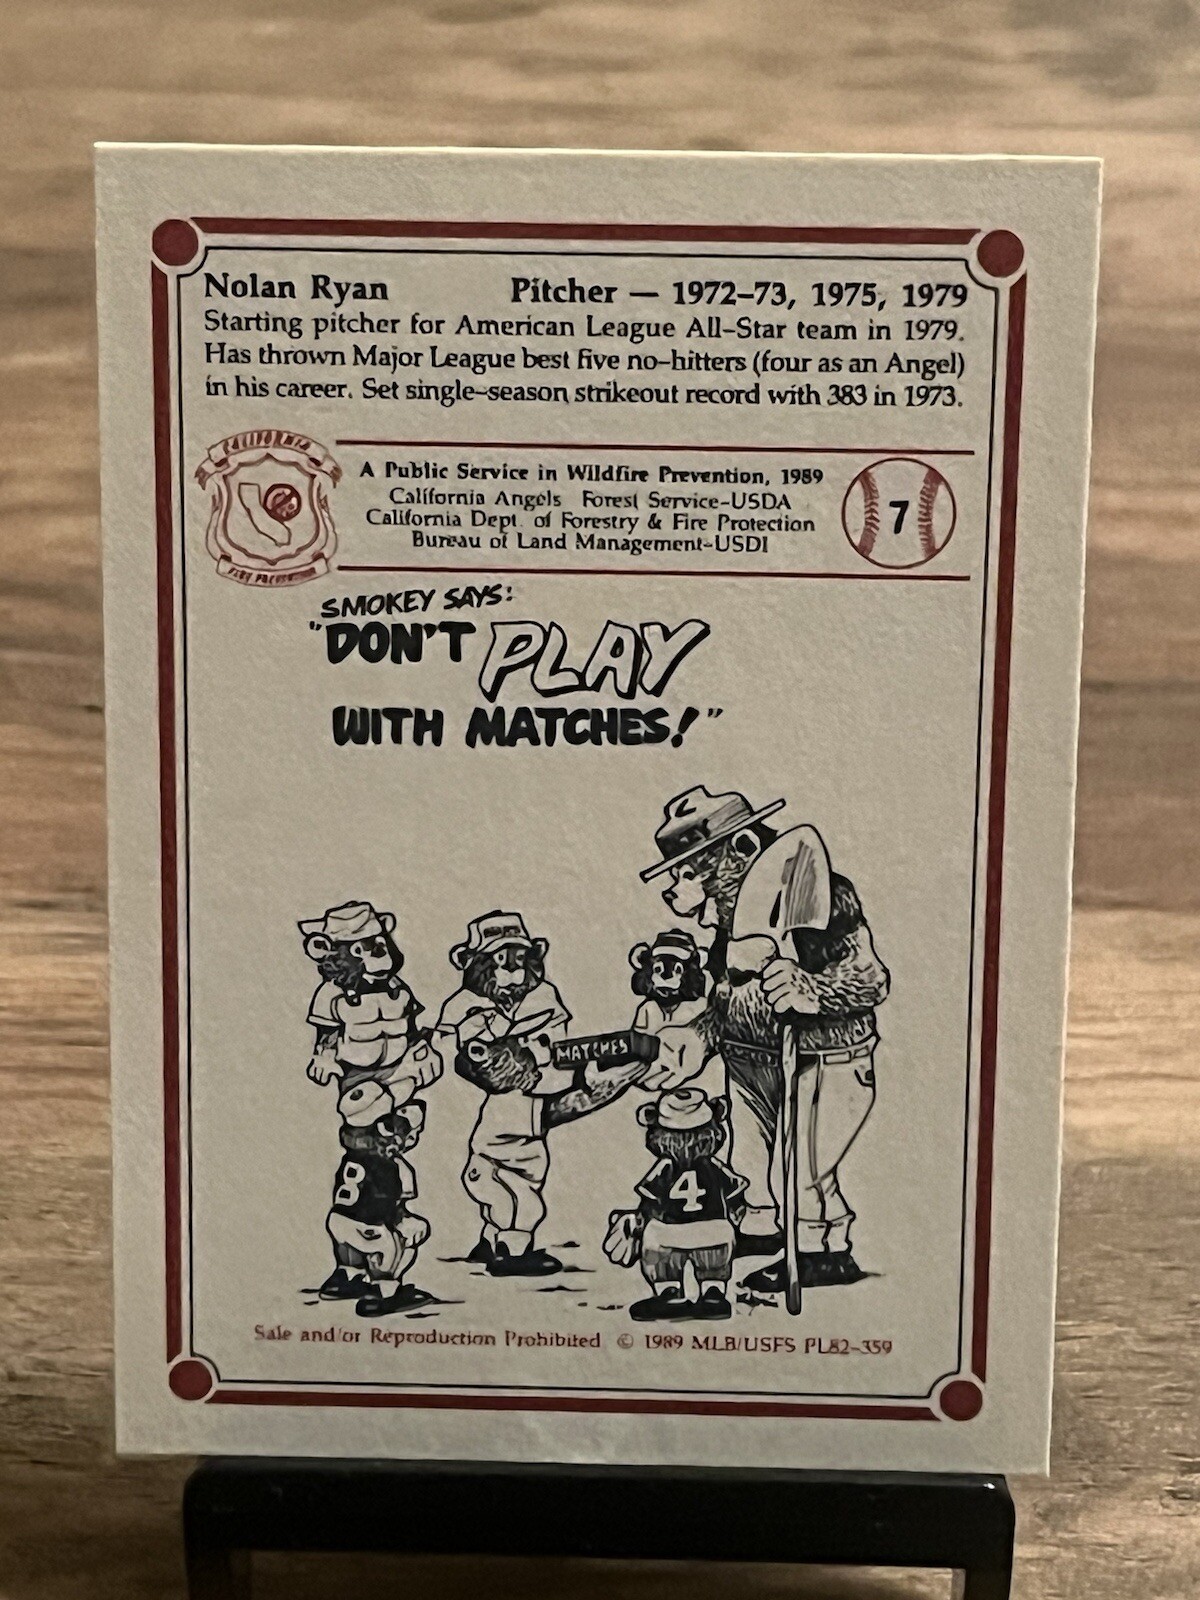 Nolan Ryan Pitcher — 1972–73, 1975, 1979
Starting pitcher for American League All–Star team in 1979.
Has thrown Major League best five no–hitters (four as an Angel)
in his career. Set single–season strikeout record with 383 in 1973.
CALIFORNIA
FIRE PREVENTION
A Public Service in Wildfire Prevention, 1989
California Angels Forest Service–USDA
California Dept. of Forestry & Fire Protection
Bureau of Land Management–USDI
7
SMOKEY SAYS:
"DON'T PLAY
WITH MATCHES!"
MATCHES
8
4
Sale and/or Reproduction Prohibited © 1989 MLB/USFS PL82–359